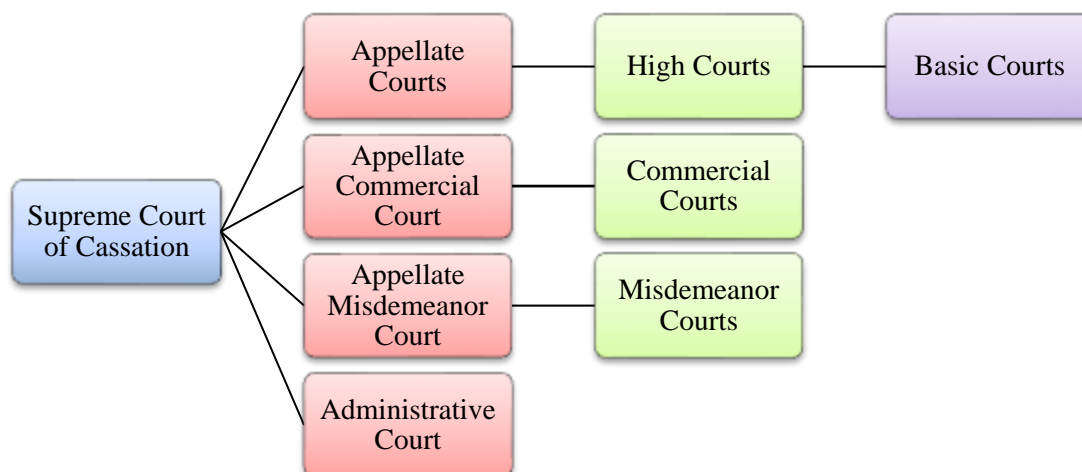 Appellate
Courts
High Courts
Basic Courts
Appellate
Commercial
Court
Commercial
Courts
Supreme Court
of Cassation
Appellate
Misdemeanor
Court
Misdemeanor
Courts
Administrative
Court